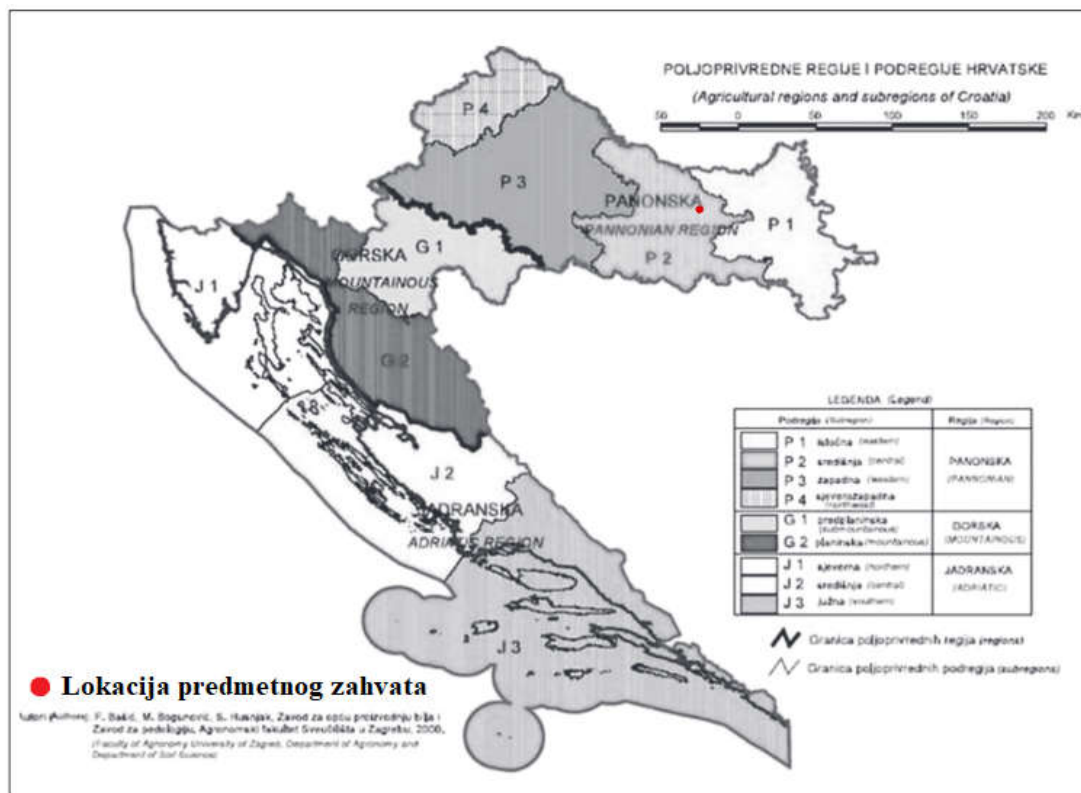 POLJOPRIVREDNE REGIJE I PODREGIJE HRVATSKE
(Agricultural regions and subregions of Croatia)
50 0 50 100 150 200 Km
P 4
P 3
PANONSKA
PANNONIAN REGION
P 1
P 2
G 1
MOUNTAINOUS
REGION
J 1
G 2
J 2
JADRANSKA
ADRIATIC REGION
J 3
LEGENDA (Legend)
Podregija (Subregion) Regija (Region)
P 1 istočna (eastern)
P 2 središnja (central)
P 3 zapadna (western)
P 4 sjeverozapadna (northwest)
PANONSKA
(PANNONIAN)
G 1 predplaninska (submountainous)
G 2 planinska (mountainous)
GORSKA
(MOUNTAINOUS)
J 1 sjeverna (northern)
J 2 središnja (central)
J 3 južna (southern)
JADRANSKA
(ADRIATIC)
Granica poljoprivrednih regija (regions)
Granica poljoprivrednih podregija (subregions)
Lokacija predmetnog zahvata
Autori (Authors): F. Bašić, M. Bogunović, S. Husnjak, Zavod za opću proizvodnju bilja i
Zavod za pedologiju, Agronomski fakultet Sveučilišta u Zagrebu,
(Faculty of Agronomy University of Zagreb, Department of Agronomy and
Department of Soil Science)